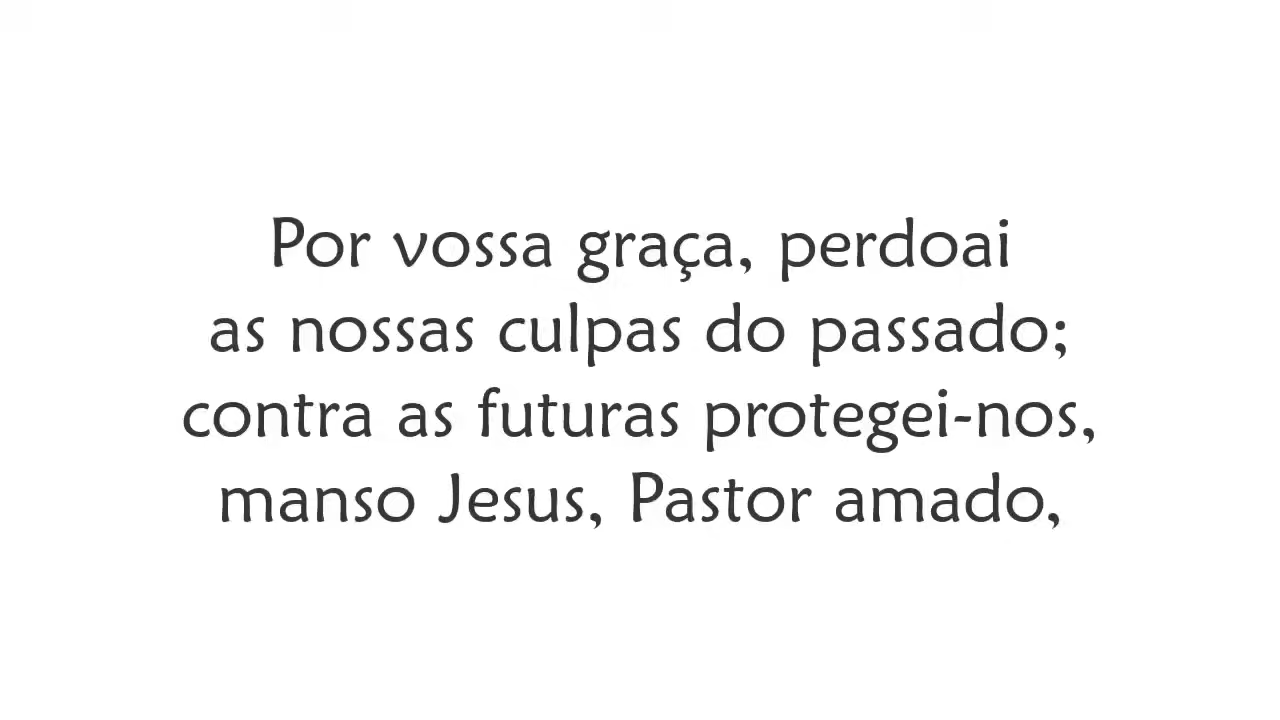 Por vossa graça, perdoai
as nossas culpas do passado;
contra as futuras protegei-nos,
manso Jesus, Pastor amado,